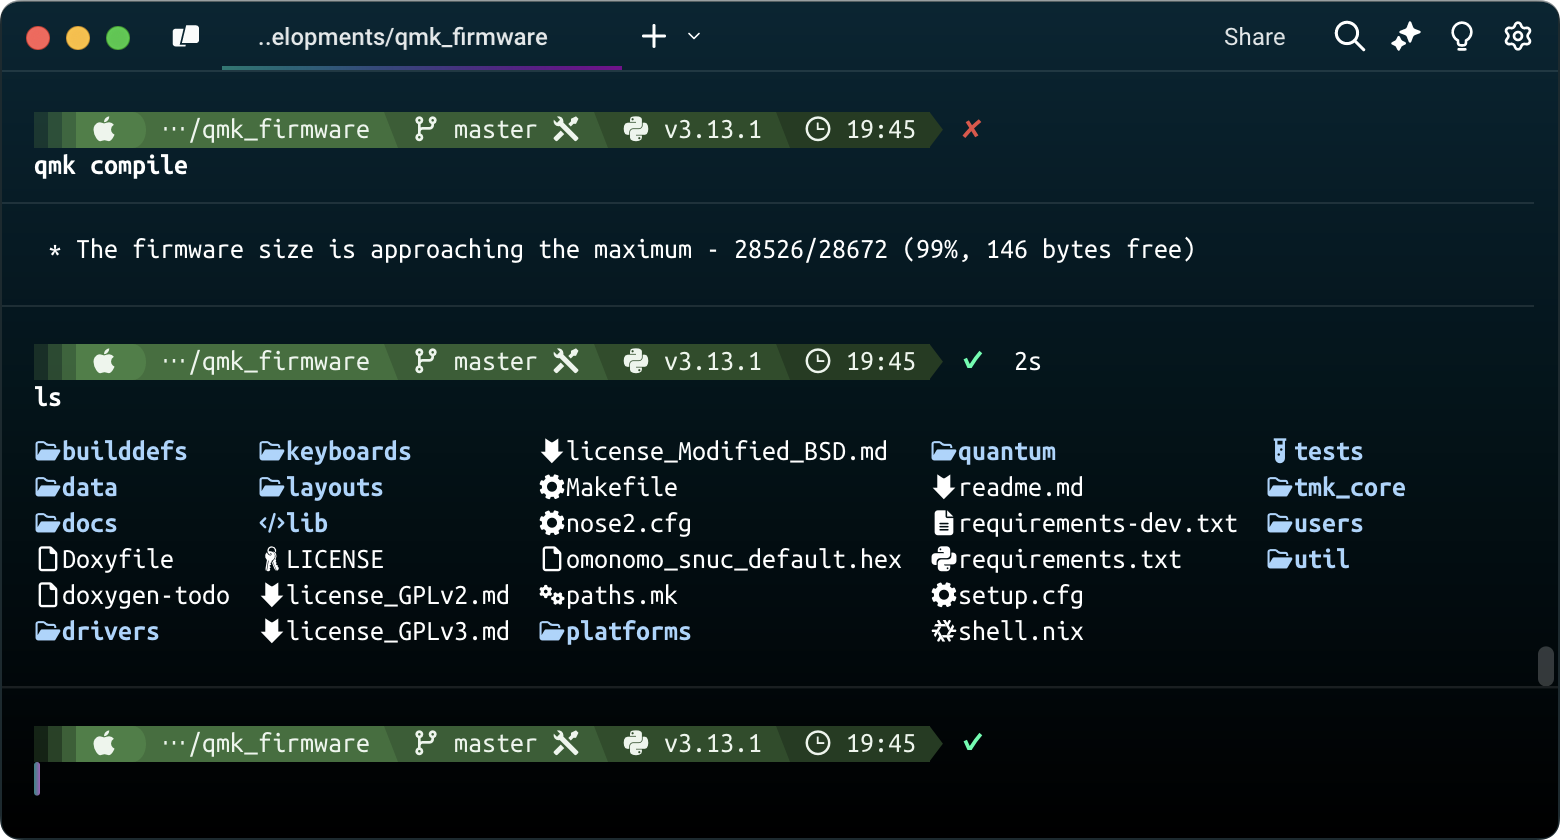 ..elopments/qmk_firmware
Share
…/qmk_firmware master v3.13.1 19:45 ✘
qmk compile
* The firmware size is approaching the maximum - 28526/28672 (99%, 146 bytes free)
…/qmk_firmware master v3.13.1 19:45 ✓ 2s
ls
builddefs keyboards license_Modified_BSD.md quantum tests
data layouts Makefile readme.md tmk_core
docs lib nose2.cfg requirements-dev.txt users
Doxyfile LICENSE omonomo_snuc_default.hex requirements.txt util
doxygen-todo license_GPLv2.md paths.mk setup.cfg
drivers license_GPLv3.md platforms shell.nix
…/qmk_firmware master v3.13.1 19:45 ✓